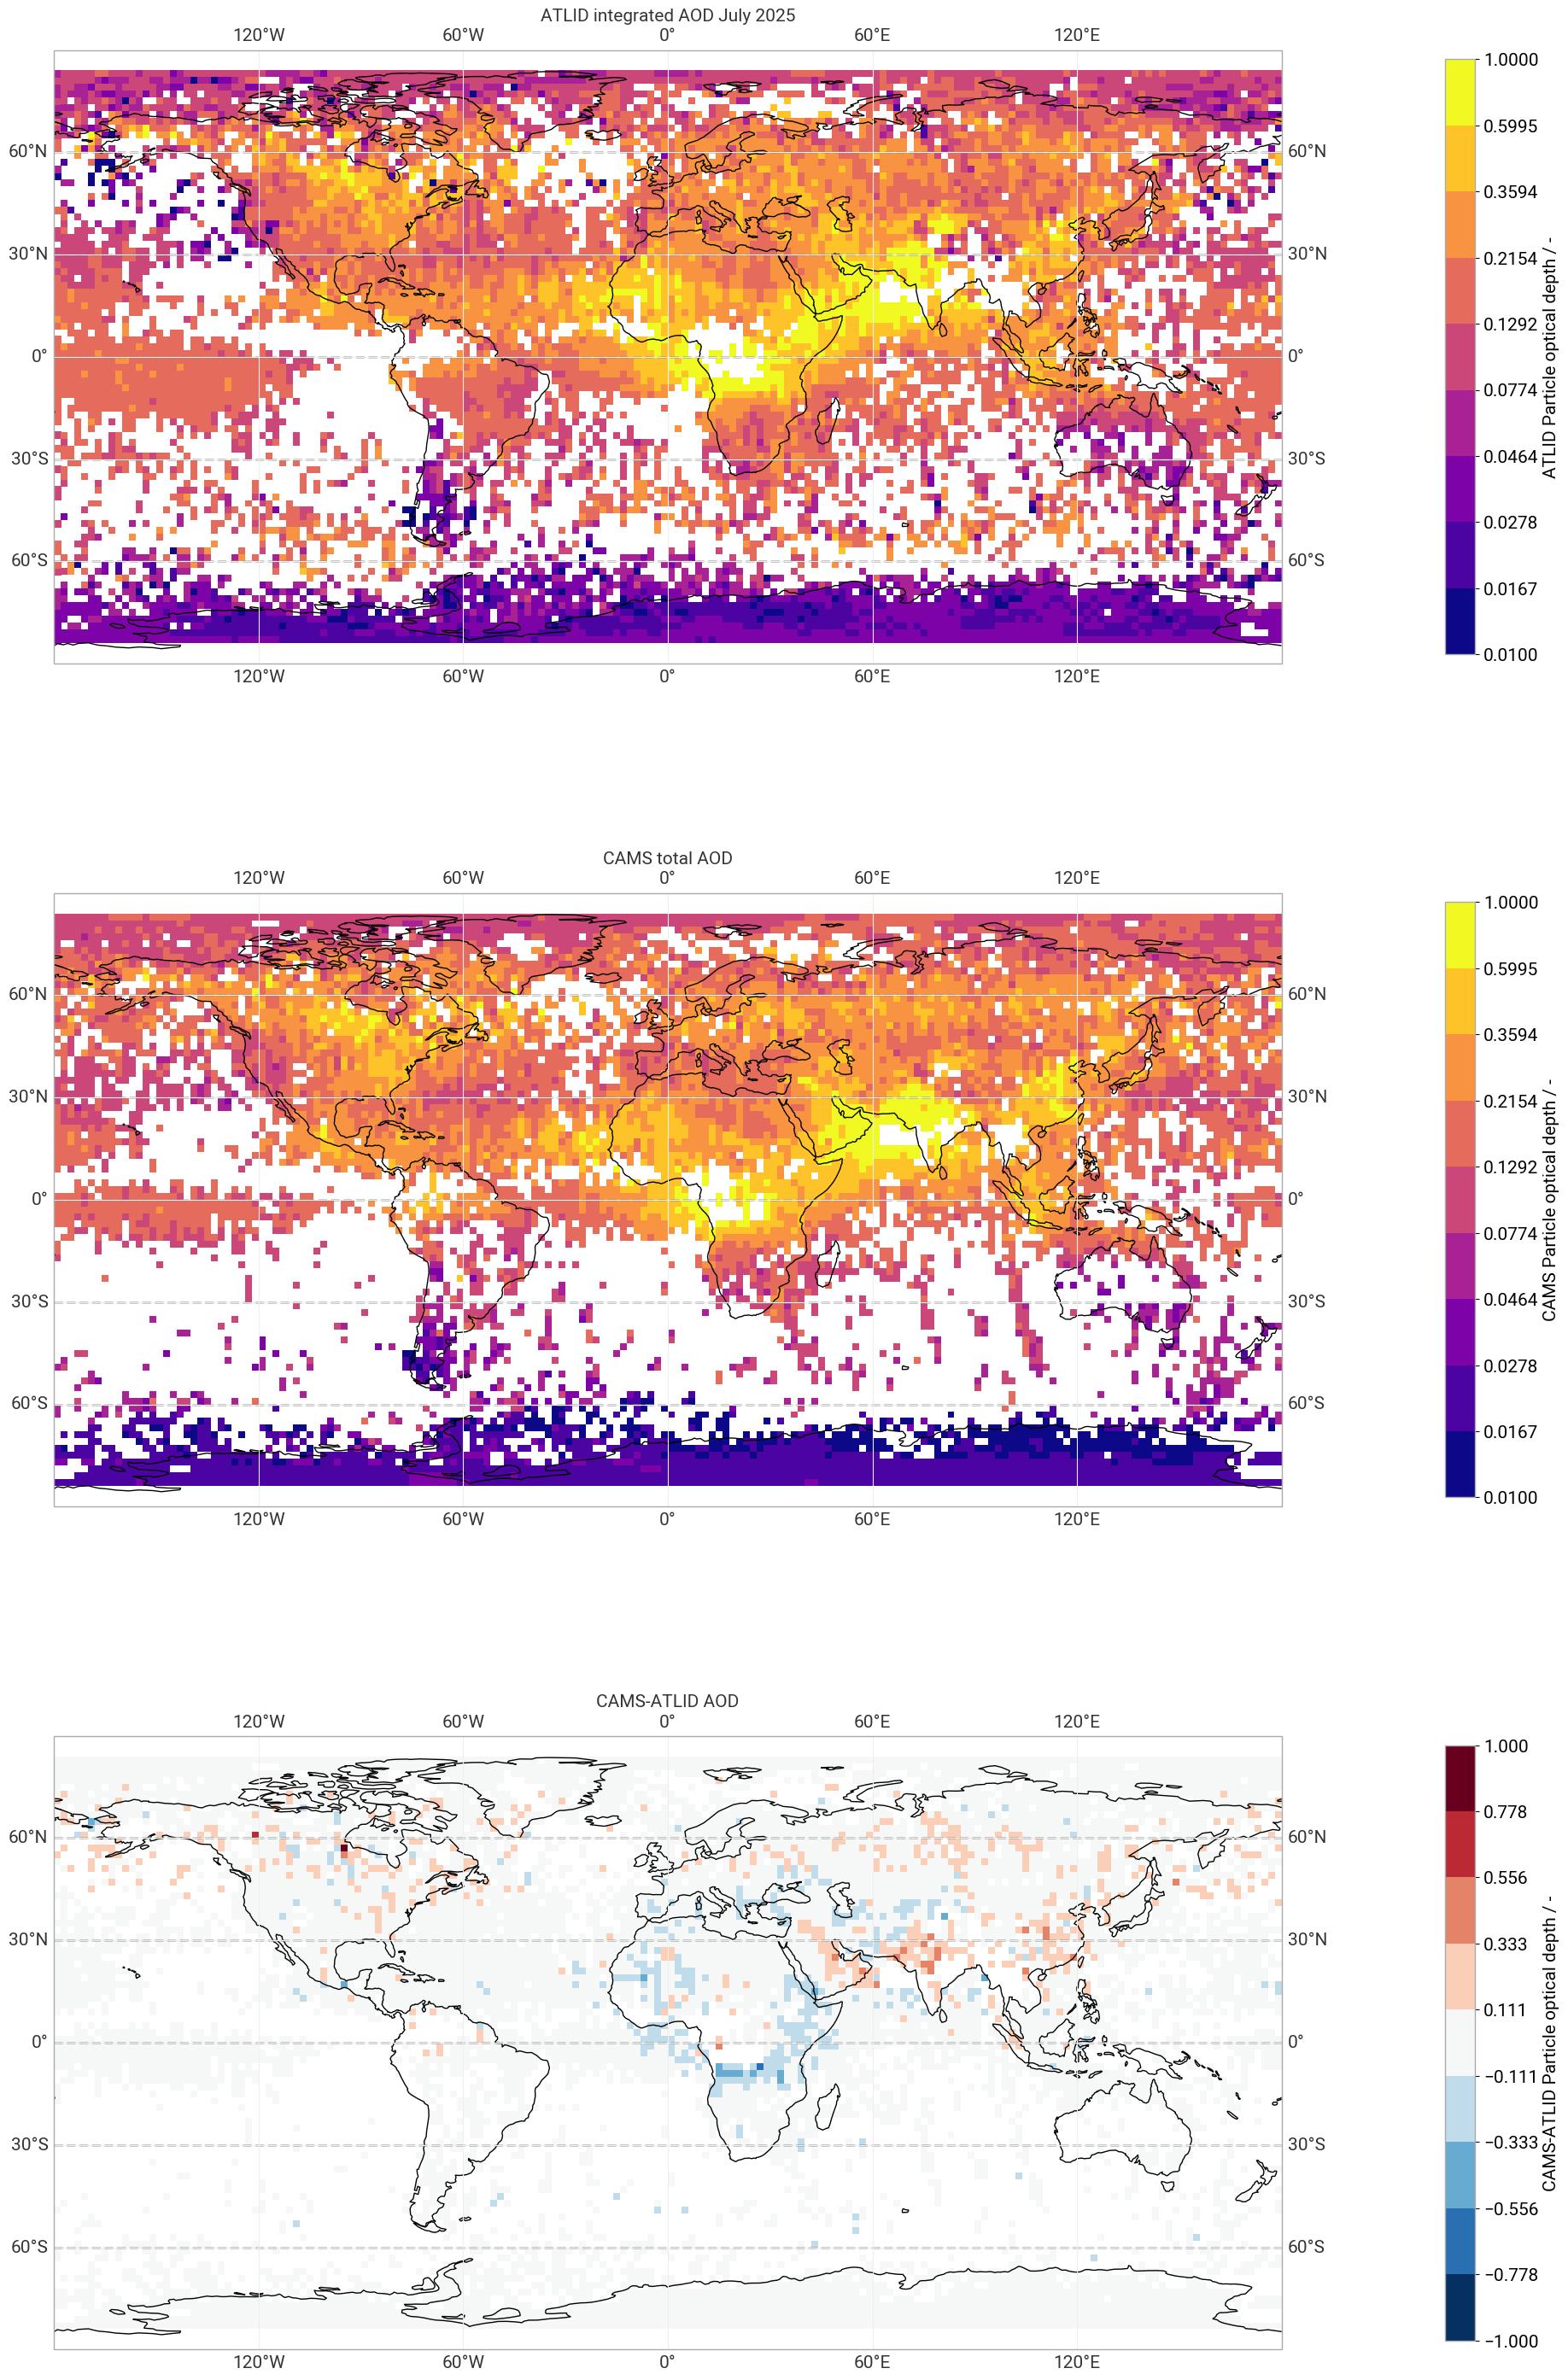 ATLID integrated AOD July 2025
120°W 60°W 0° 60°E 120°E
60°N 60°N
30°N 30°N
0° 0°
30°S 30°S
60°S 60°S
120°W 60°W 0° 60°E 120°E
1.0000
0.5995
0.3594
0.2154
0.1292
0.0774
0.0464
0.0278
0.0167
0.0100
ATLID Particle optical depth / -
CAMS total AOD
120°W 60°W 0° 60°E 120°E
60°N 60°N
30°N 30°N
0° 0°
30°S 30°S
60°S 60°S
120°W 60°W 0° 60°E 120°E
1.0000
0.5995
0.3594
0.2154
0.1292
0.0774
0.0464
0.0278
0.0167
0.0100
CAMS Particle optical depth / -
CAMS-ATLID AOD
120°W 60°W 0° 60°E 120°E
60°N 60°N
30°N 30°N
0° 0°
30°S 30°S
60°S 60°S
120°W 60°W 0° 60°E 120°E
1.000
0.778
0.556
0.333
0.111
−0.111
−0.333
−0.556
−0.778
−1.000
CAMS-ATLID Particle optical depth / -